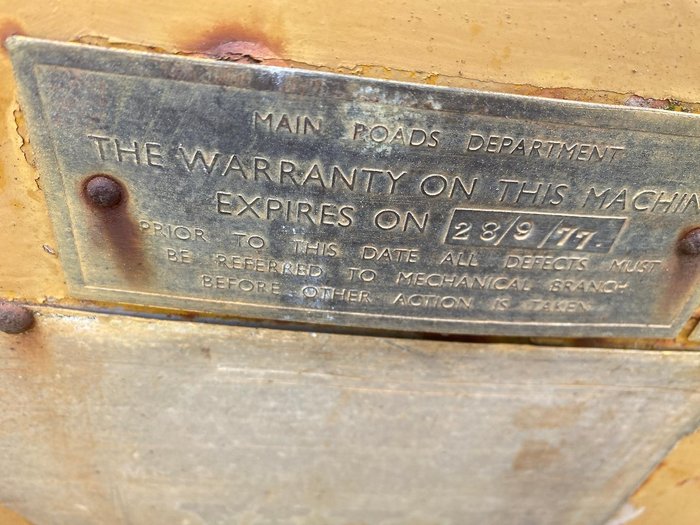 MAIN ROADS DEPARTMENT
THE WARRANTY ON THIS MACHIN
EXPIRES ON 28/9/77.
PRIOR TO THIS DATE ALL DEFECTS MUST
BE REFERRED TO MECHANICAL BRANCH
BEFORE OTHER ACTION IS TAKEN